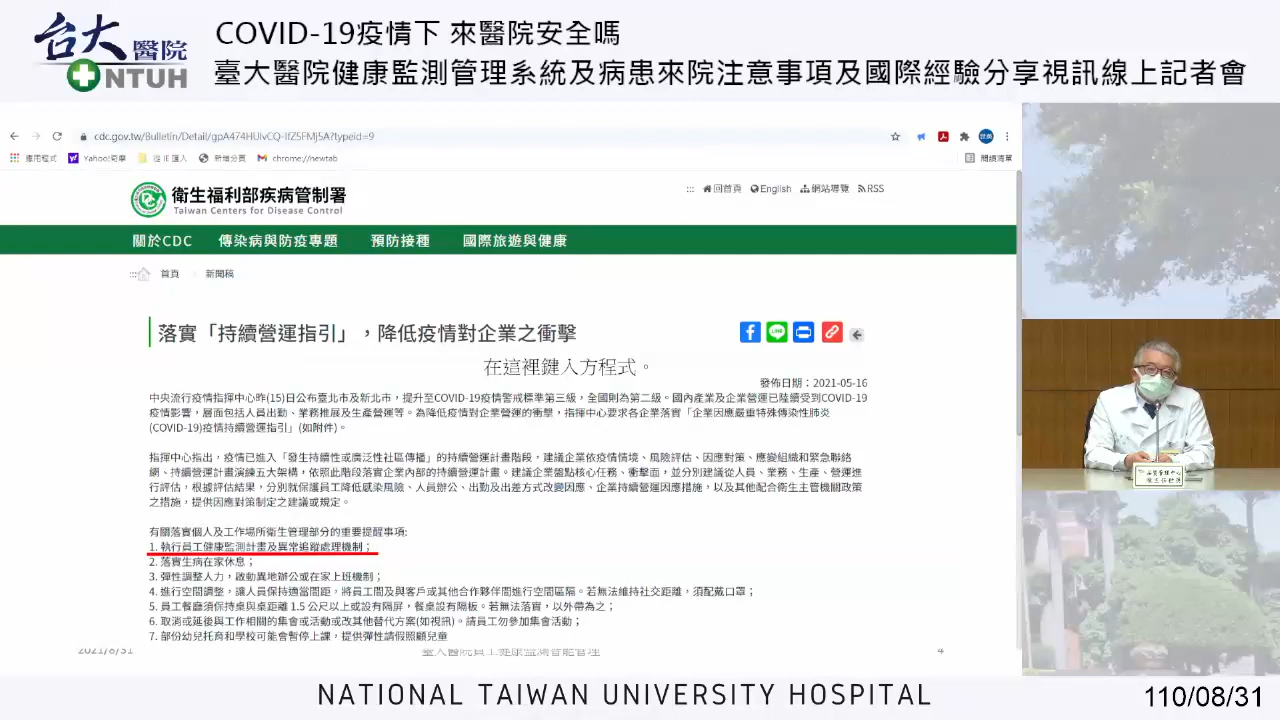 台大醫院
NTUH
COVID-19疫情下 來醫院安全嗎
臺大醫院健康監測管理系統及病患來院注意事項及國際經驗分享視訊線上記者會
cdc.gov.tw/Bulletin/Detail/gpA474HUivCQ-IfZ5FMj5A?typeid=9
應用程式 Yahoo!奇摩 從 IE 匯入 新增分頁 chrome://newtab 閱讀清單
衛生福利部疾病管制署
Taiwan Centers for Disease Control
::: 回首頁 English 網站導覽 RSS
關於CDC 傳染病與防疫專題 預防接種 國際旅遊與健康
::: 首頁 新聞稿
落實「持續營運指引」，降低疫情對企業之衝擊
在這裡鍵入方程式。
發佈日期：2021-05-16
中央流行疫情指揮中心昨(15)日公布臺北市及新北市，提升至COVID-19疫情警戒標準第三級，全國則為第二級。國內產業及企業營運已陸續受到COVID-19
疫情影響，層面包括人員出勤、業務推展及生產營運等。為降低疫情對企業營運的衝擊，指揮中心要求各企業落實「企業因應嚴重特殊傳染性肺炎
(COVID-19)疫情持續營運指引」(如附件)。
指揮中心指出，疫情已進入「發生持續性或廣泛性社區傳播」的持續營運計畫階段，建議企業依疫情情境、風險評估、因應對策、應變組織和緊急聯絡
網、持續營運計畫演練五大架構，依照此階段落實企業內部的持續營運計畫。建議企業盤點核心任務、衝擊面，並分別建議從人員、業務、生產、營運進
行評估，根據評估結果，分別就保護員工降低感染風險、人員辦公、出勤及出差方式改變因應、企業持續營運因應措施，以及其他配合衛生主管機關政策
之措施，提供因應對策制定之建議或規定。
有關落實個人及工作場所衛生管理部分的重要提醒事項:
1. 執行員工健康監測計畫及異常追蹤處理機制；
2. 落實生病在家休息；
3. 彈性調整人力，啟動異地辦公或在家上班機制；
4. 進行空間調整，讓人員保持適當間距，將員工間及與客戶或其他合作夥伴間進行空間區隔。若無法維持社交距離，須配戴口罩；
5. 員工餐廳須保持桌與桌距離 1.5 公尺以上或設有隔屏，餐桌設有隔板。若無法落實，以外帶為之；
6. 取消或延後與工作相關的集會或活動或改其他替代方案(如視訊)。請員工勿參加集會活動；
7. 部份幼兒托育和學校可能會暫停上課，提供彈性請假照顧兒童
2021/8/31 臺大醫院員工健康監測智能管理 4
NATIONAL TAIWAN UNIVERSITY HOSPITAL
110/08/31